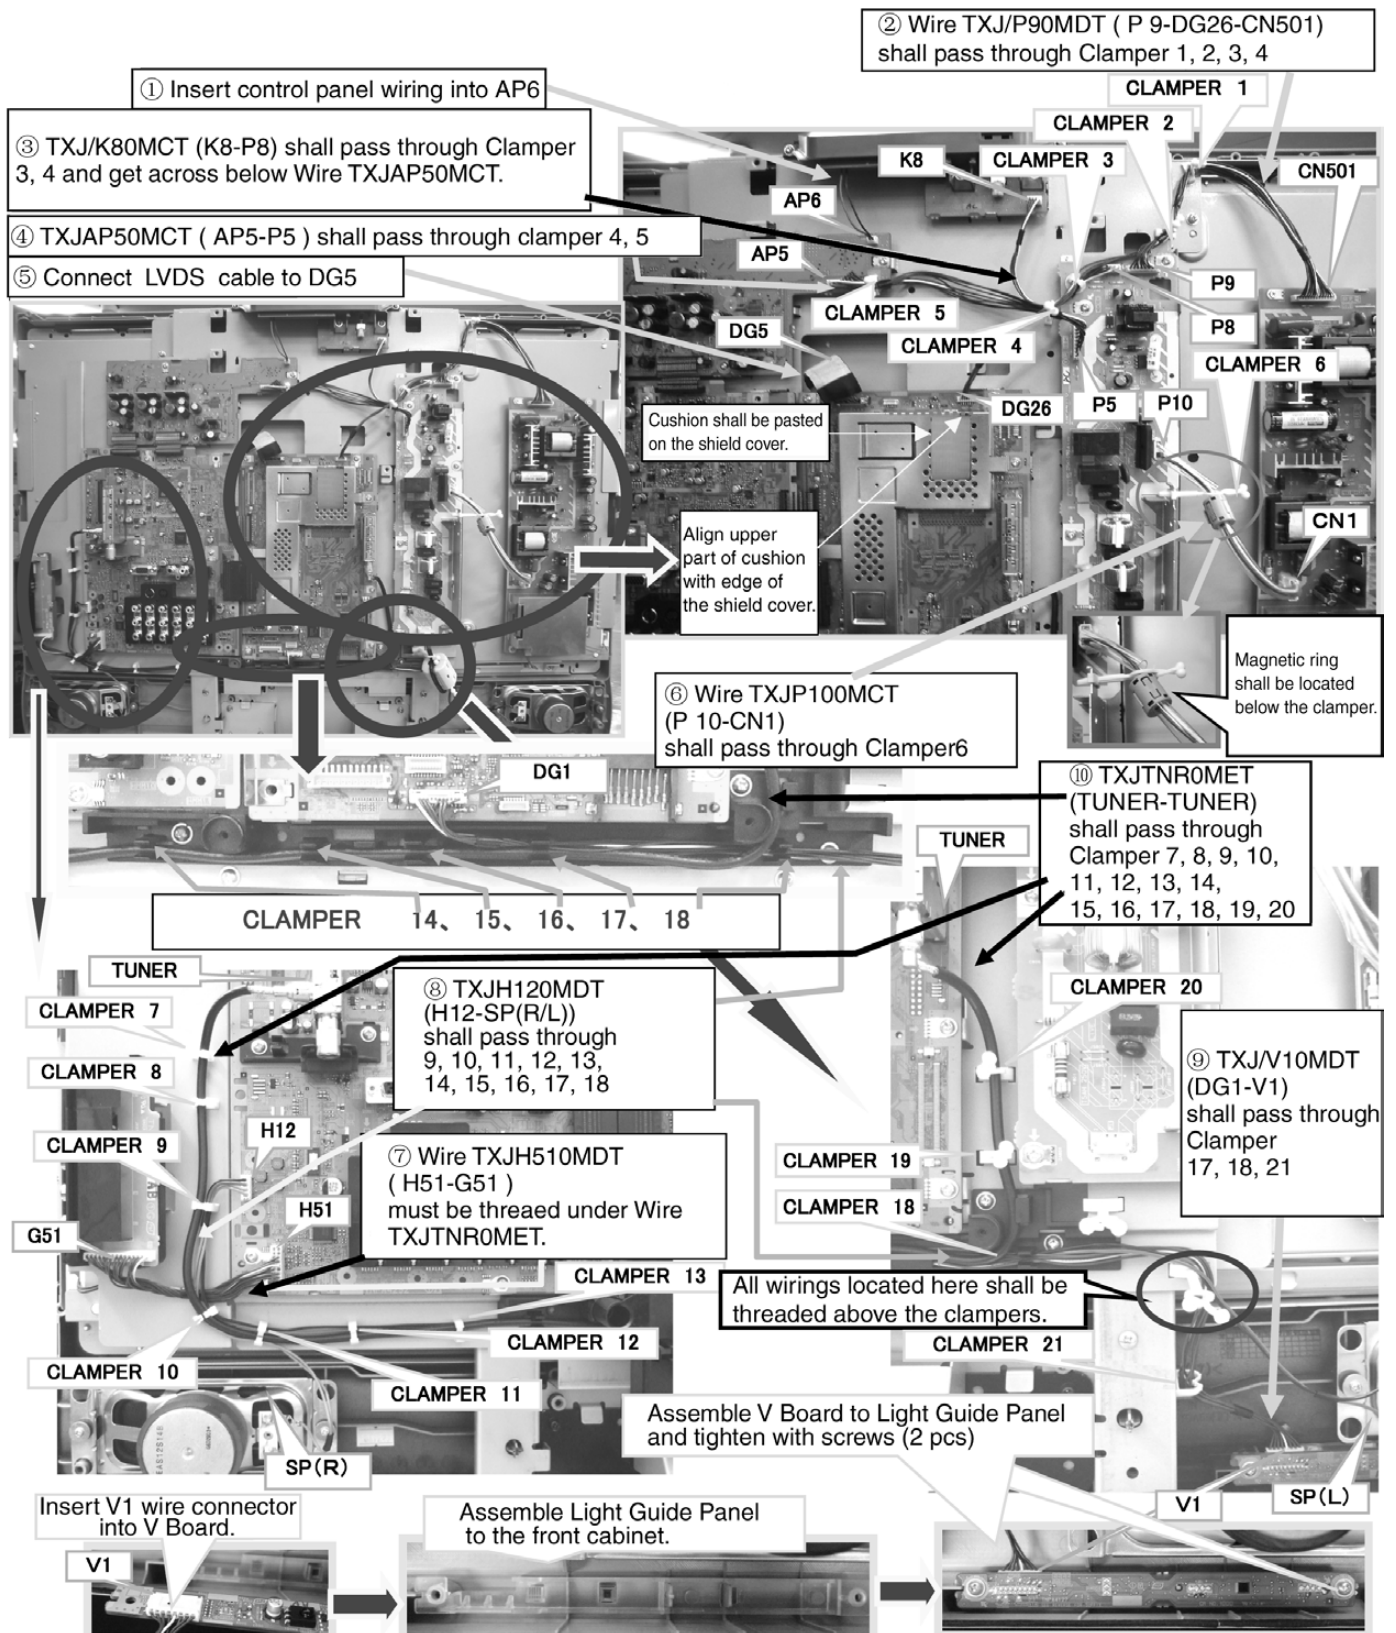 ② Wire TXJ/P90MDT ( P 9-DG26-CN501)
shall pass through Clamper 1, 2, 3, 4
① Insert control panel wiring into AP6
③ TXJ/K80MCT (K8-P8) shall pass through Clamper
3, 4 and get across below Wire TXJAP50MCT.
④ TXJAP50MCT ( AP5-P5 ) shall pass through clamper 4, 5
⑤ Connect LVDS cable to DG5
CLAMPER 1
CLAMPER 2
K8
CLAMPER 3
CN501
AP6
AP5
P9
CLAMPER 5
DG5
P8
CLAMPER 4
CLAMPER 6
DG26
P5
P10
Cushion shall be pasted
on the shield cover.
CN1
Align upper
part of cushion
with edge of
the shield cover.
Magnetic ring
shall be located
below the clamper.
⑥ Wire TXJP100MCT
(P 10-CN1)
shall pass through Clamper6
DG1
⑩ TXJTNR0MET
(TUNER-TUNER)
shall pass through
Clamper 7, 8, 9, 10,
11, 12, 13, 14,
15, 16, 17, 18, 19, 20
TUNER
CLAMPER 14、 15、 16、 17、 18
TUNER
CLAMPER 7
CLAMPER 8
⑧ TXJH120MDT
(H12-SP(R/L))
shall pass through
9, 10, 11, 12, 13,
14, 15, 16, 17, 18
CLAMPER 20
⑨ TXJ/V10MDT
(DG1-V1)
shall pass through
Clamper
17, 18, 21
H12
CLAMPER 9
⑦ Wire TXJH510MDT
( H51-G51 )
must be threaed under Wire
TXJTNR0MET.
CLAMPER 19
H51
CLAMPER 18
G51
CLAMPER 13
All wirings located here shall be
threaded above the clampers.
CLAMPER 12
CLAMPER 21
CLAMPER 10
CLAMPER 11
Assemble V Board to Light Guide Panel
and tighten with screws (2 pcs)
EAS12S148
SP(R)
V1
SP(L)
Insert V1 wire connector
into V Board.
V1
Assemble Light Guide Panel
to the front cabinet.